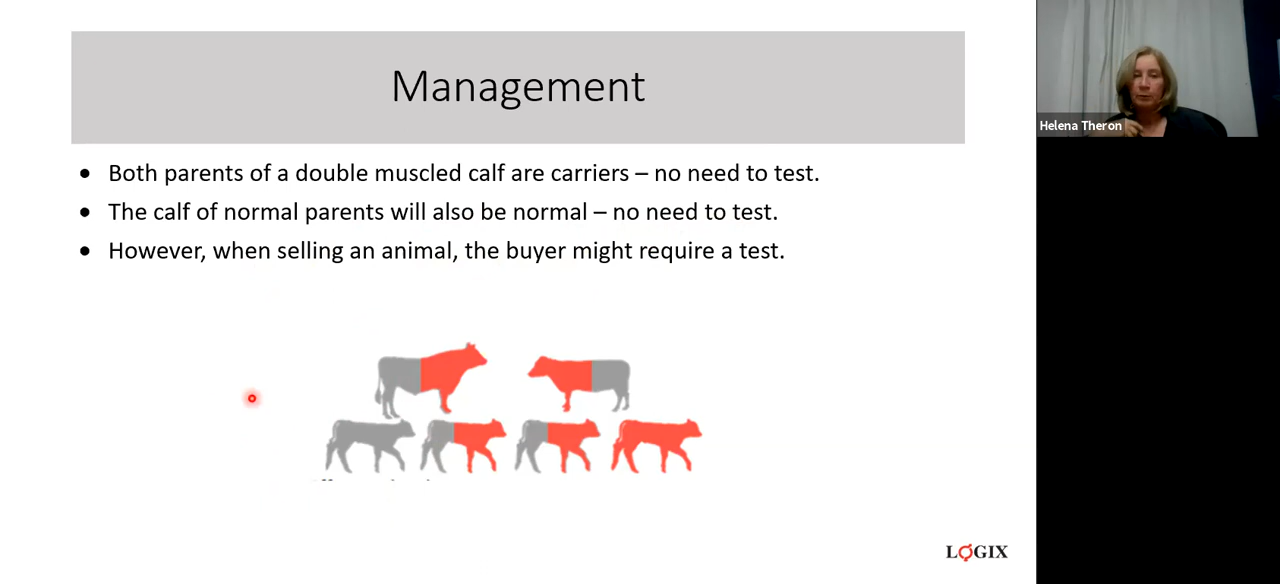 Management
• Both parents of a double muscled calf are carriers – no need to test.
• The calf of normal parents will also be normal – no need to test.
• However, when selling an animal, the buyer might require a test.
LOGIX
Helena Theron